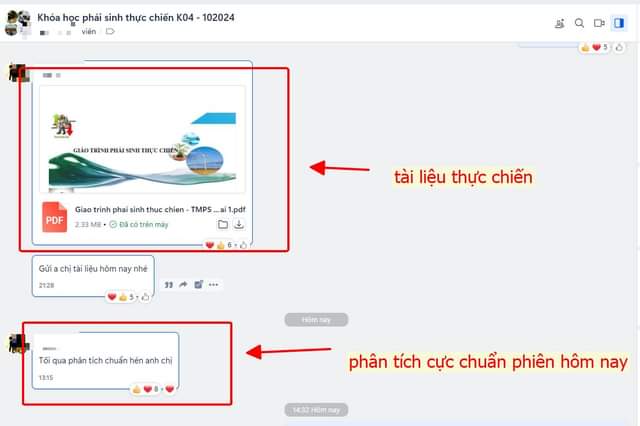 Khóa học phái sinh thực chiến K04 - 102024
viên
5
GIÁO TRÌNH PHÁI SINH THỰC CHIẾN
PDF
Giao trinh phai sinh thuc chien - TMPS ...ai 1.pdf
2.33 MB • Đã có trên máy
6
tài liệu thực chiến
Gửi a chị tài liệu hôm nay nhé
21:28
5
Hôm nay
Tối qua phân tích chuẩn hén anh chị
13:15
8
phân tích cực chuẩn phiên hôm nay
14:32 Hôm nay